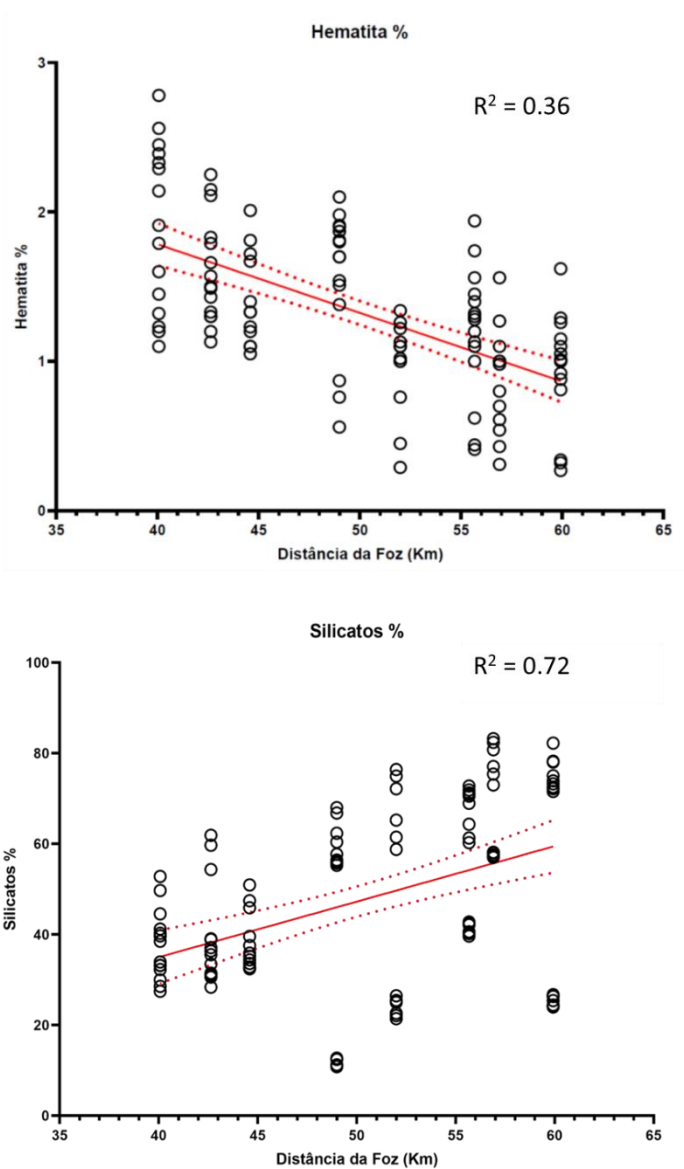 Hematita %
R² = 0.36
3
2
1
0
Hematita %
35 40 45 50 55 60 65
Distância da Foz (Km)
Silicatos %
R² = 0.72
100
80
60
40
20
0
Silicatos %
35 40 45 50 55 60 65
Distância da Foz (Km)